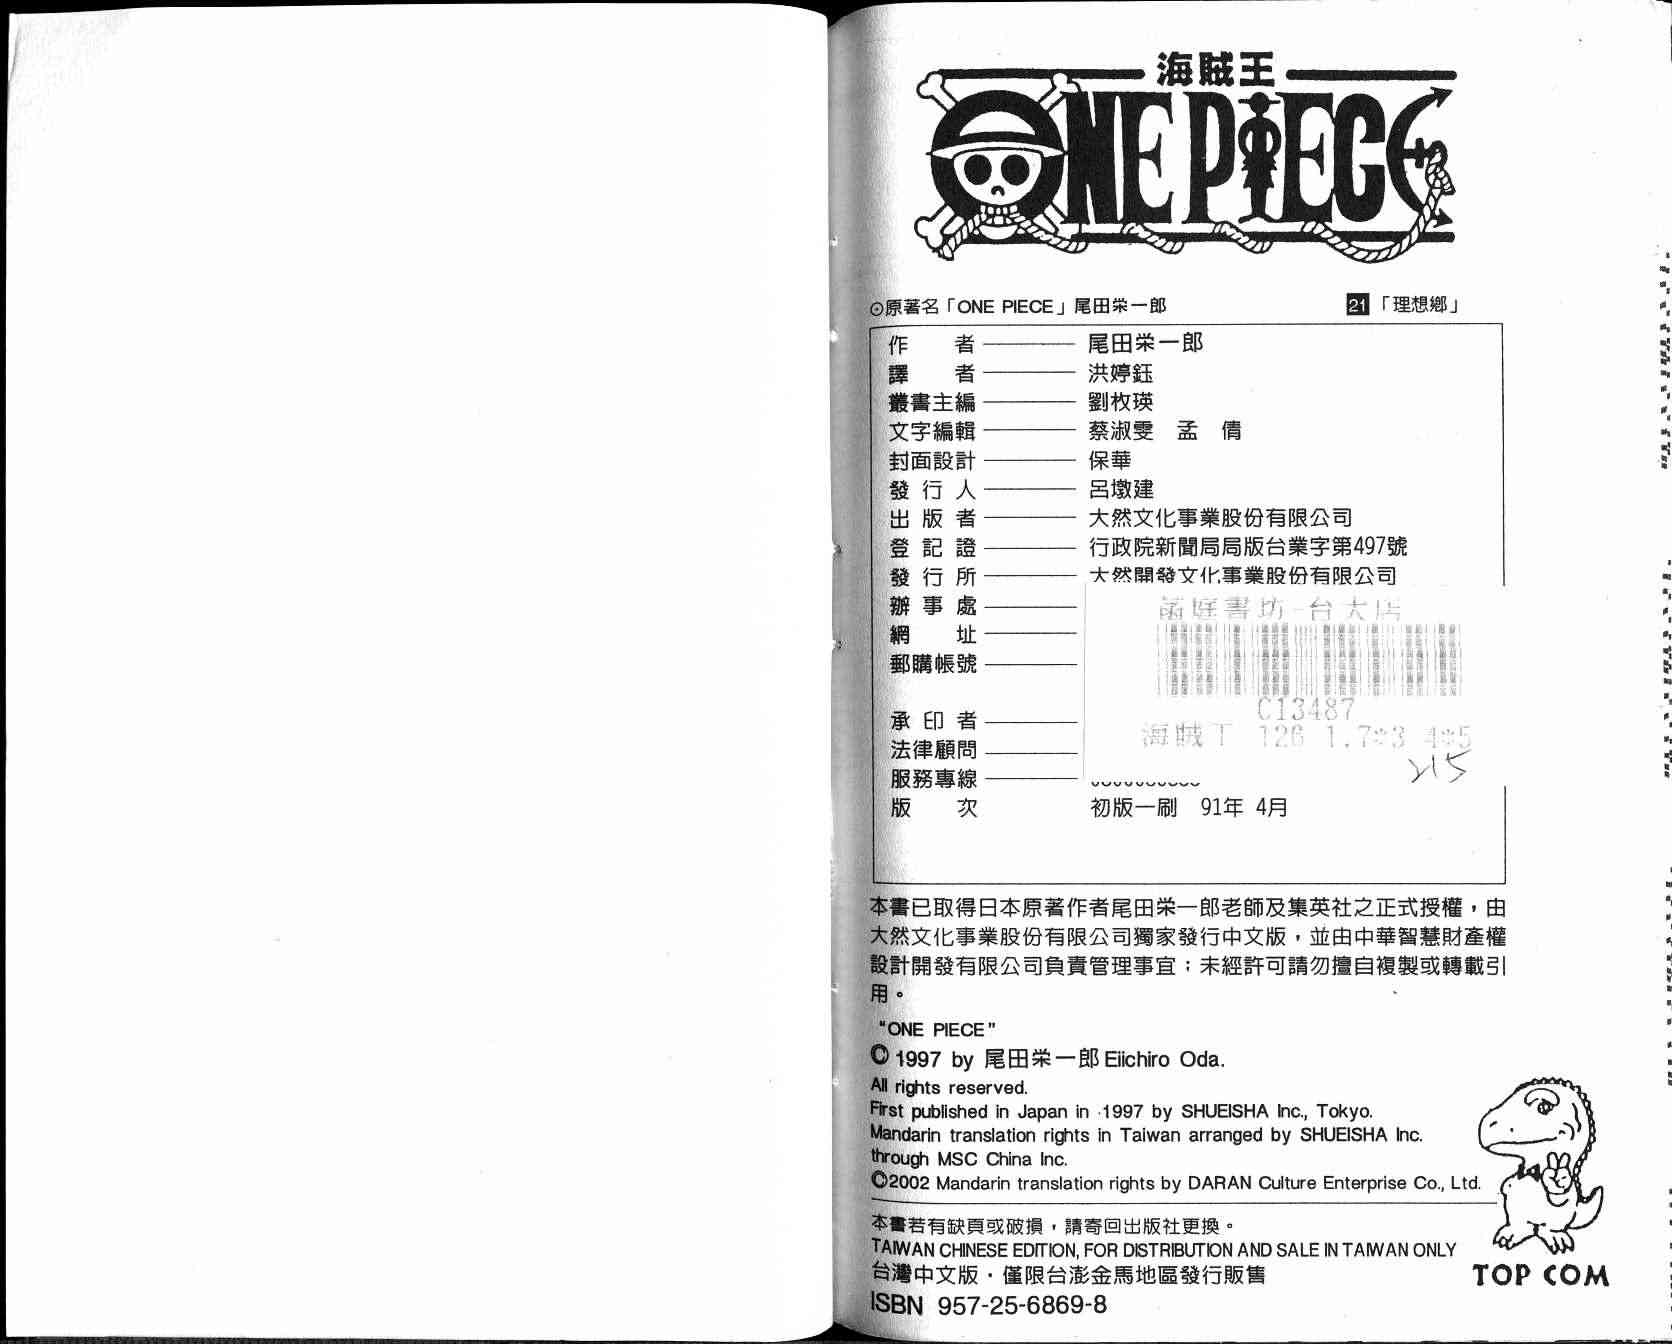 海賊王
ONE PIECE
⊙原著名「ONE PIECE」尾田栄一郎 21「理想鄉」
作者 尾田栄一郎
譯者 洪婷鈺
叢書主編 劉枚瑛
文字編輯 蔡淑雯 孟倩
封面設計 保華
發行人 呂墩建
出版者 大然文化事業股份有限公司
登記證 行政院新聞局局版台業字第497號
發行所 大然開發文化事業股份有限公司
辦事處
網址
郵購帳號
承印者
法律顧問
服務專線
版次 初版一刷 91年 4月
書坊-台大店
C13487
海賊王 126 1.7*3 4*5
215
本書已取得日本原著作者尾田栄一郎老師及集英社之正式授權，由
大然文化事業股份有限公司獨家發行中文版，並由中華智慧財產權
設計開發有限公司負責管理事宜；未經許可請勿擅自複製或轉載引
用。
“ONE PIECE”
© 1997 by 尾田栄一郎 Eiichiro Oda.
All rights reserved.
First published in Japan in 1997 by SHUEISHA Inc., Tokyo.
Mandarin translation rights in Taiwan arranged by SHUEISHA Inc.
through MSC China Inc.
©2002 Mandarin translation rights by DARAN Culture Enterprise Co., Ltd.
本書若有缺頁或破損，請寄回出版社更換。
TAIWAN CHINESE EDITION, FOR DISTRIBUTION AND SALE IN TAIWAN ONLY
台灣中文版・僅限台澎金馬地區發行販售
ISBN 957-25-6869-8
TOP COM